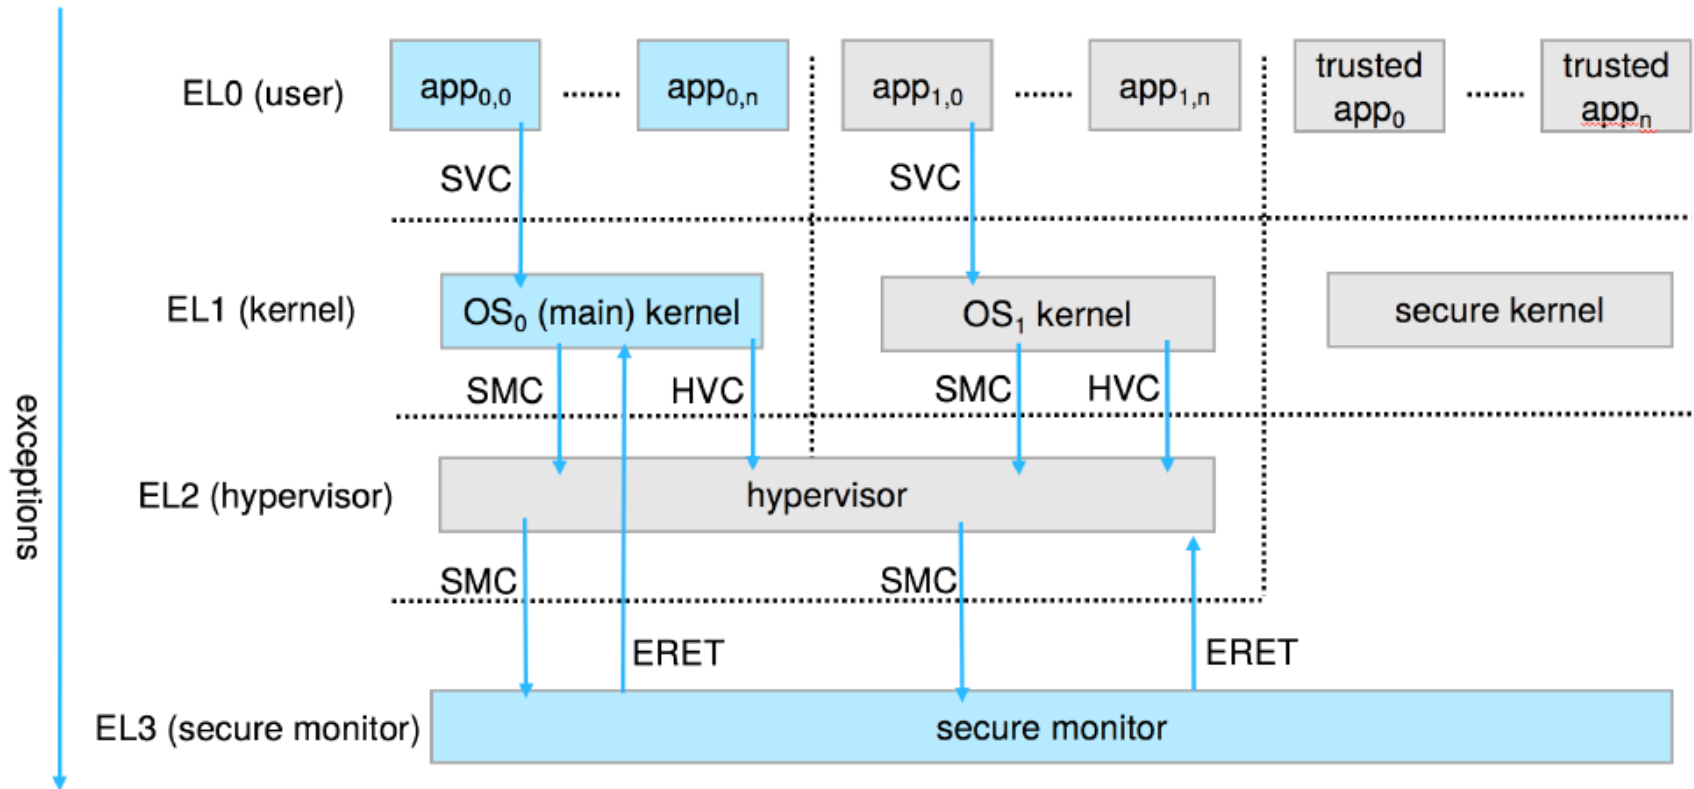 EL0 (user)
app0,0
app0,n
app1,0
app1,n
trusted
app0
trusted
appn
SVC
SVC
EL1 (kernel)
OS0 (main) kernel
OS1 kernel
secure kernel
SMC
HVC
SMC
HVC
exceptions
EL2 (hypervisor)
hypervisor
SMC
SMC
ERET
ERET
EL3 (secure monitor)
secure monitor